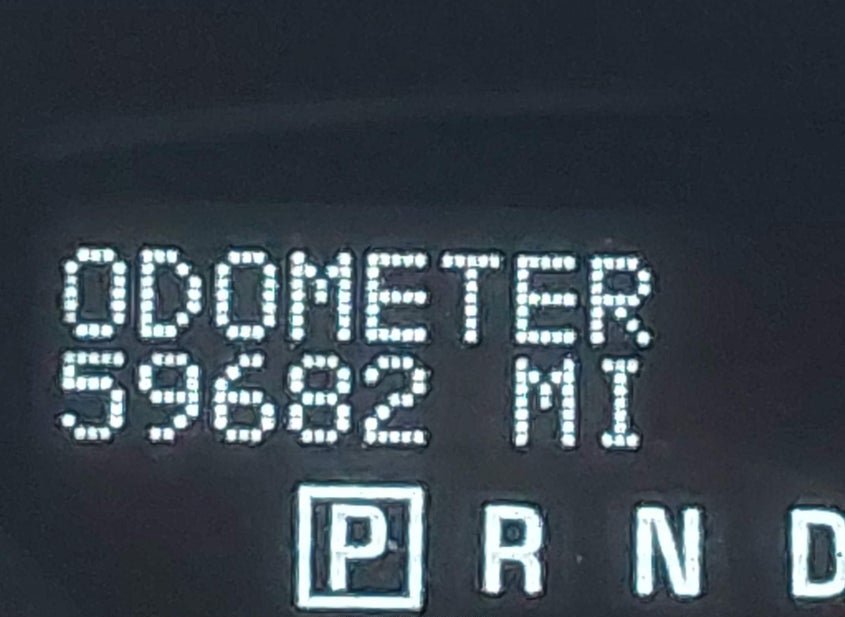 ODOMETER
59682 MI
P R N D